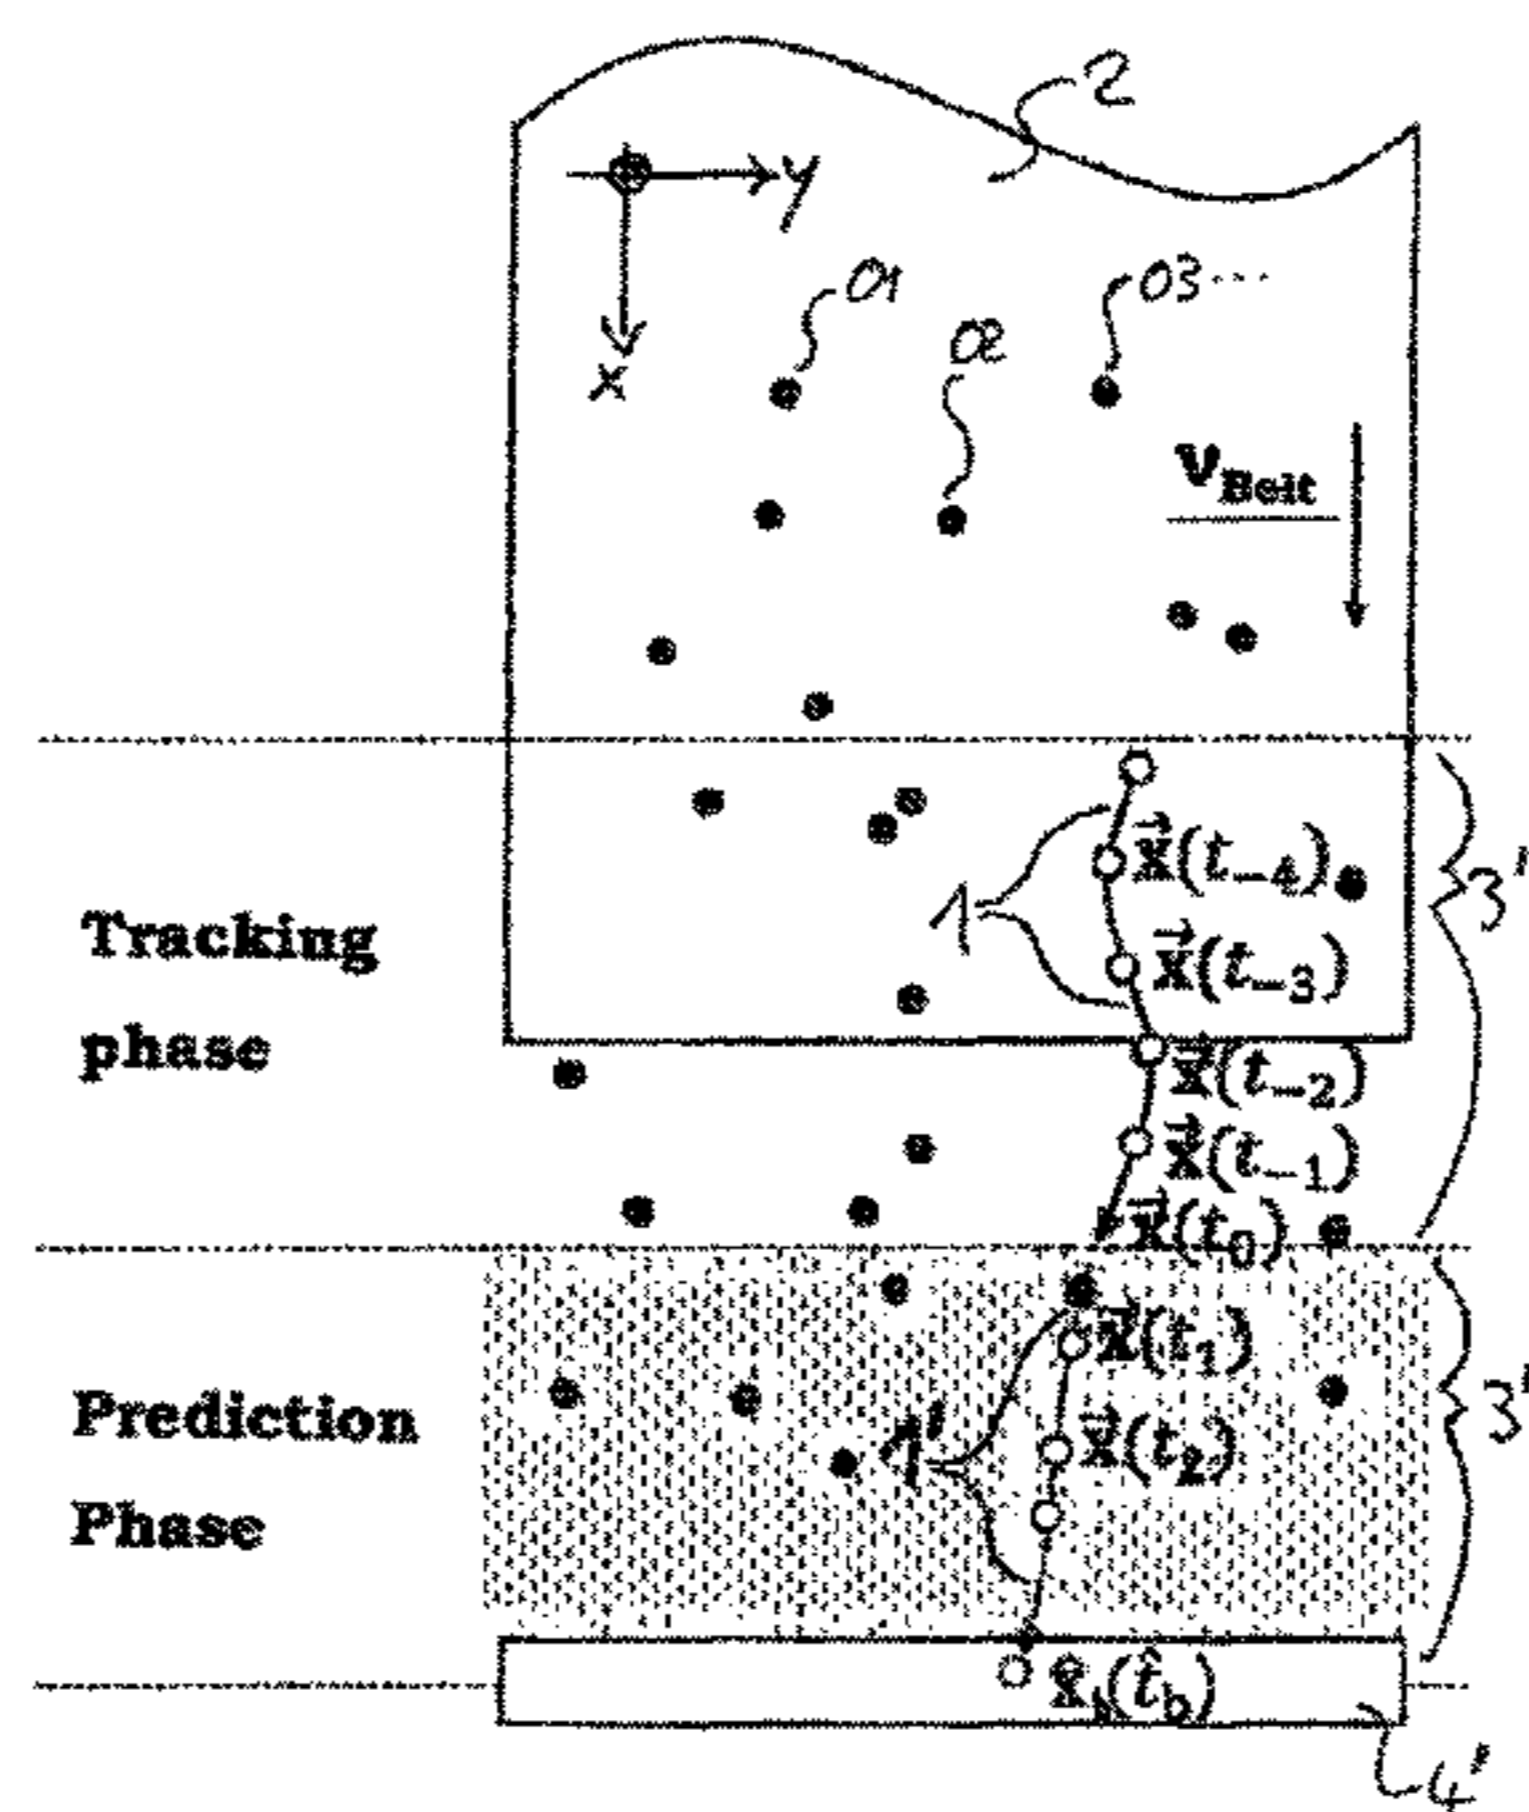 2
y
x
O1
O2
O3...
v_Belt
Tracking
phase
1
x⃗(t₋₄)
x⃗(t₋₃)
x⃗(t₋₂)
x⃗(t₋₁)
x⃗(t₀)
3'
Prediction
Phase
1'
x⃗(t₁)
x⃗(t₂)
4'